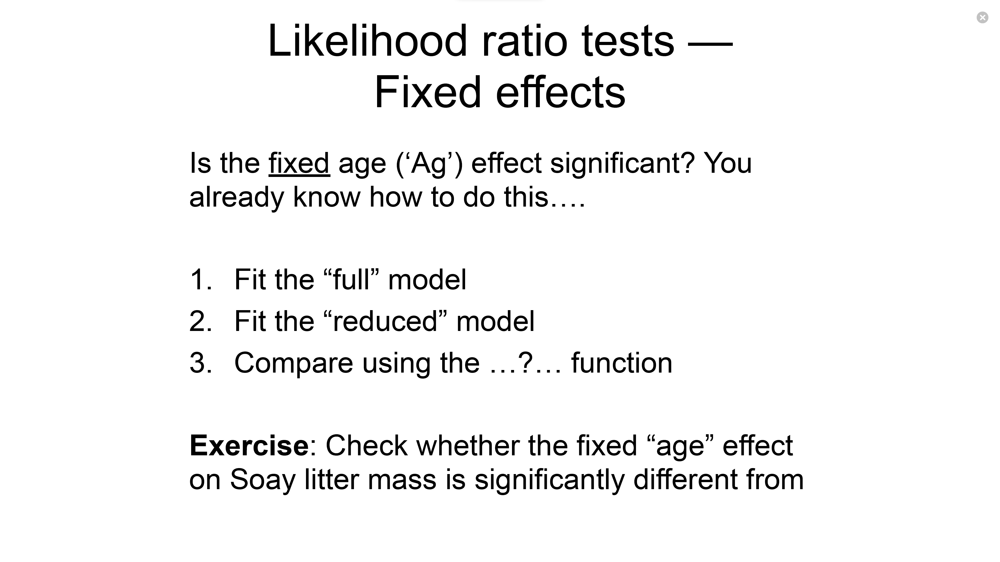 Likelihood ratio tests —
Fixed effects
Is the fixed age (‘Ag’) effect significant? You
already know how to do this….
1. Fit the “full” model
2. Fit the “reduced” model
3. Compare using the …?… function
Exercise: Check whether the fixed “age” effect
on Soay litter mass is significantly different from